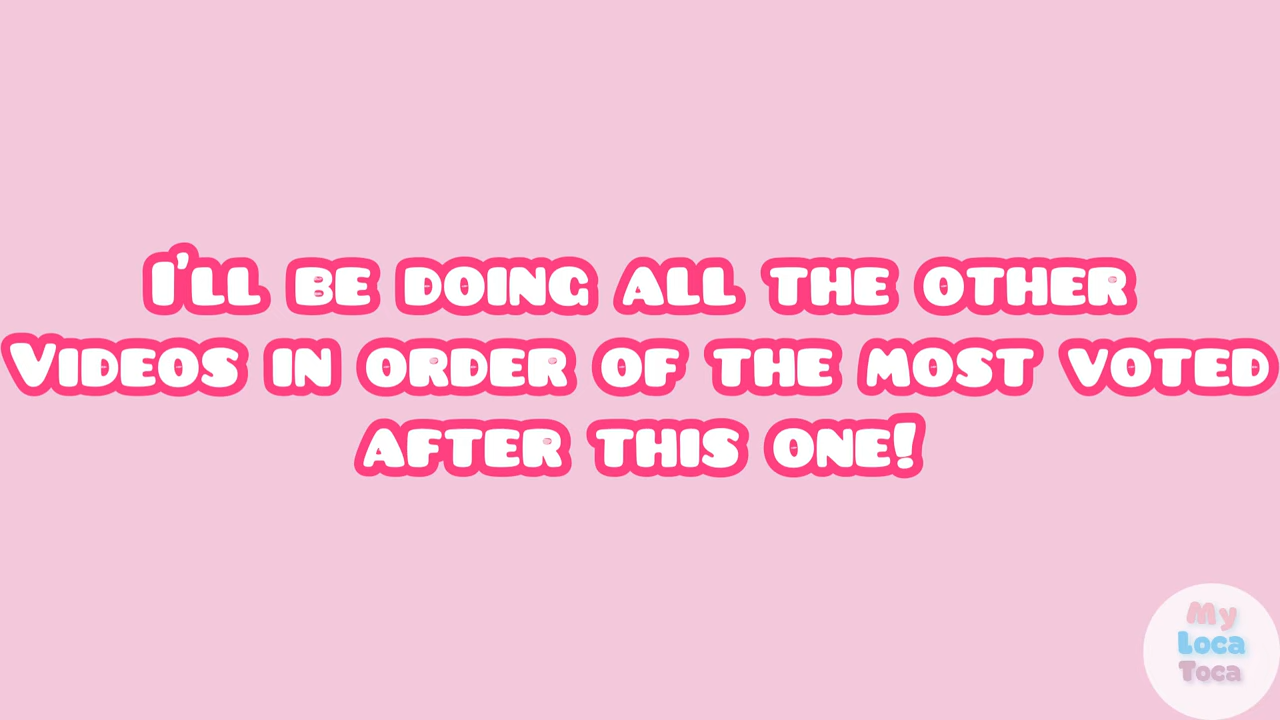 I'll be doing all the other
Videos in order of the most voted
after this one!
My
Loca
Toca